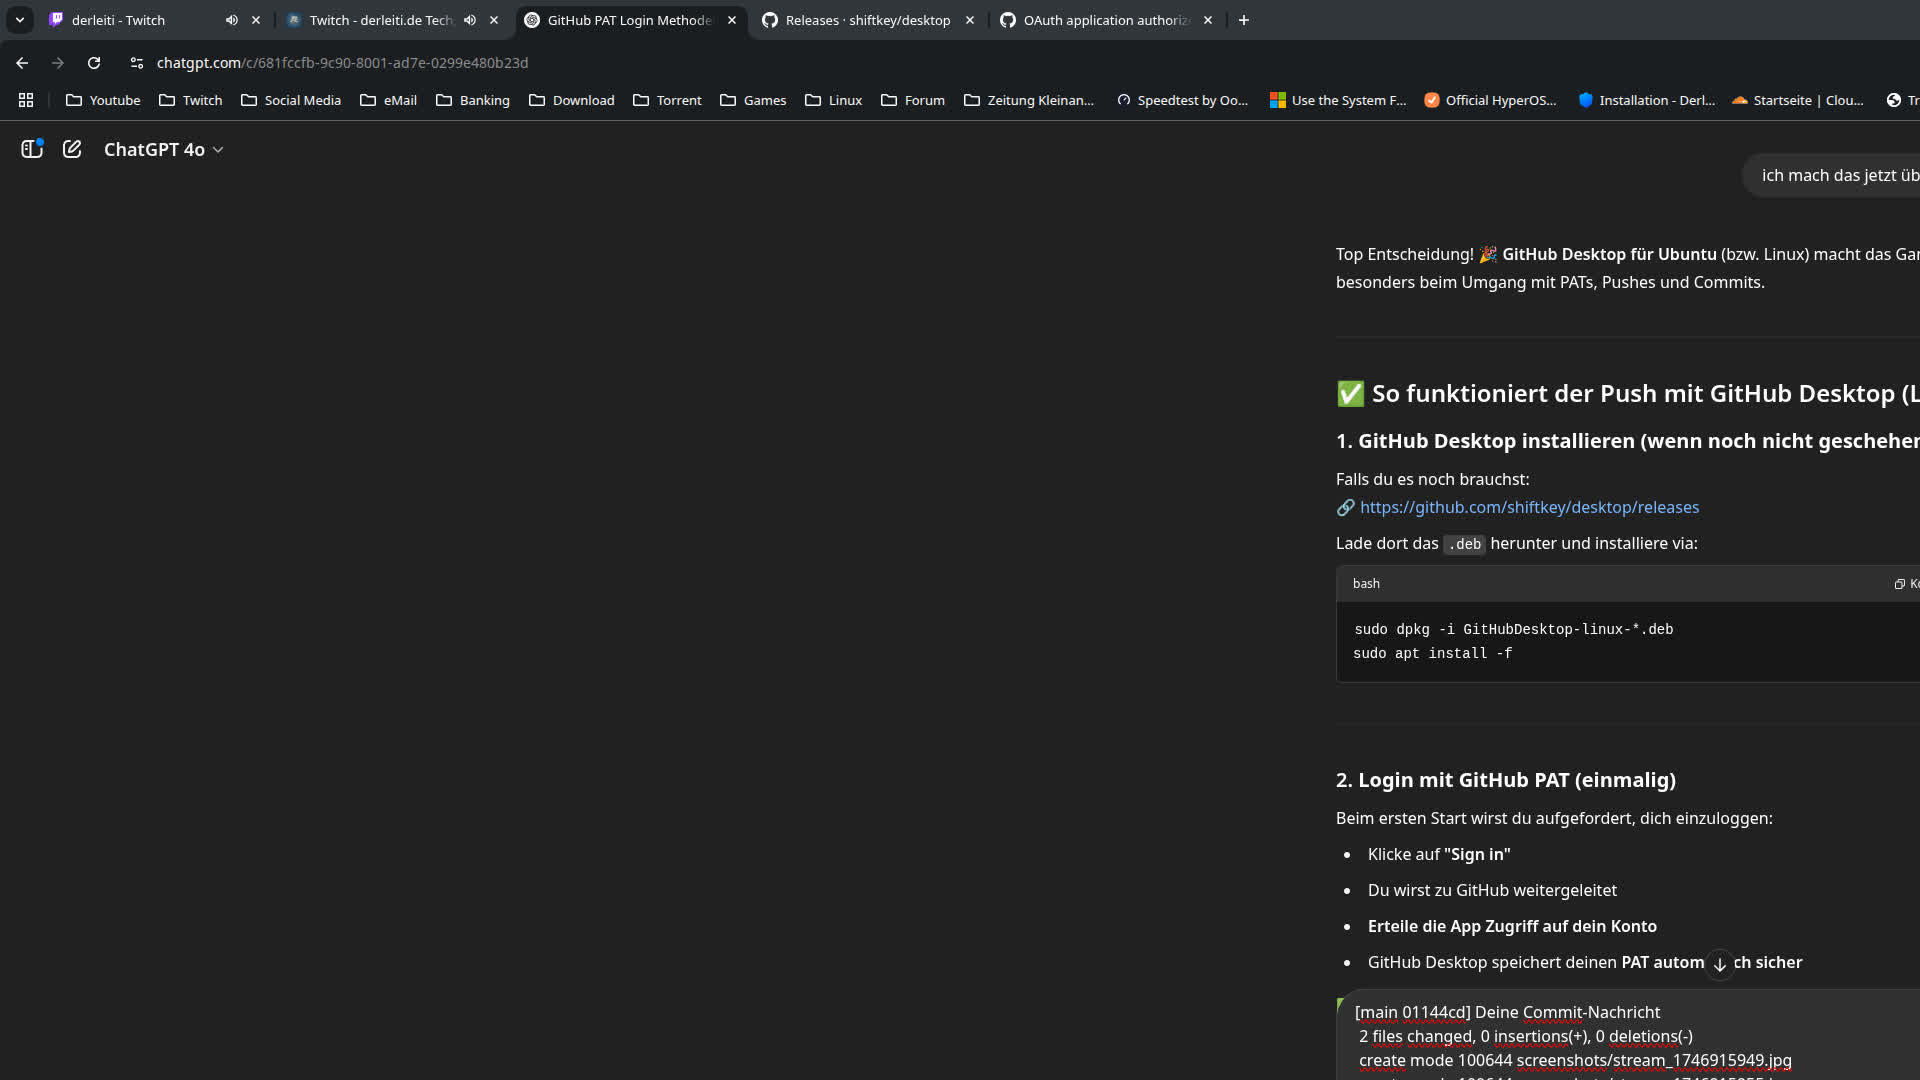 derleiti - Twitch
Twitch - derleiti.de Tech
GitHub PAT Login Methode
Releases · shiftkey/desktop
OAuth application authoriz
chatgpt.com/c/681fccfb-9c90-8001-ad7e-0299e480b23d
Youtube
Twitch
Social Media
eMail
Banking
Download
Torrent
Games
Linux
Forum
Zeitung Kleinan...
Speedtest by Oo...
Use the System F...
Official HyperOS...
Installation - Derl...
Startseite | Clou...
Tr
ChatGPT 4o
ich mach das jetzt üb
Top Entscheidung! 🎉 GitHub Desktop für Ubuntu (bzw. Linux) macht das Gan
besonders beim Umgang mit PATs, Pushes und Commits.
✅ So funktioniert der Push mit GitHub Desktop (L
1. GitHub Desktop installieren (wenn noch nicht geschehen
Falls du es noch brauchst:
🔗 https://github.com/shiftkey/desktop/releases
Lade dort das .deb herunter und installiere via:
bash
Ko
sudo dpkg -i GitHubDesktop-linux-*.deb
sudo apt install -f
2. Login mit GitHub PAT (einmalig)
Beim ersten Start wirst du aufgefordert, dich einzuloggen:
• Klicke auf "Sign in"
• Du wirst zu GitHub weitergeleitet
• Erteile die App Zugriff auf dein Konto
• GitHub Desktop speichert deinen PAT autom ch sicher
[main 01144cd] Deine Commit-Nachricht
2 files changed, 0 insertions(+), 0 deletions(-)
create mode 100644 screenshots/stream_1746915949.jpg